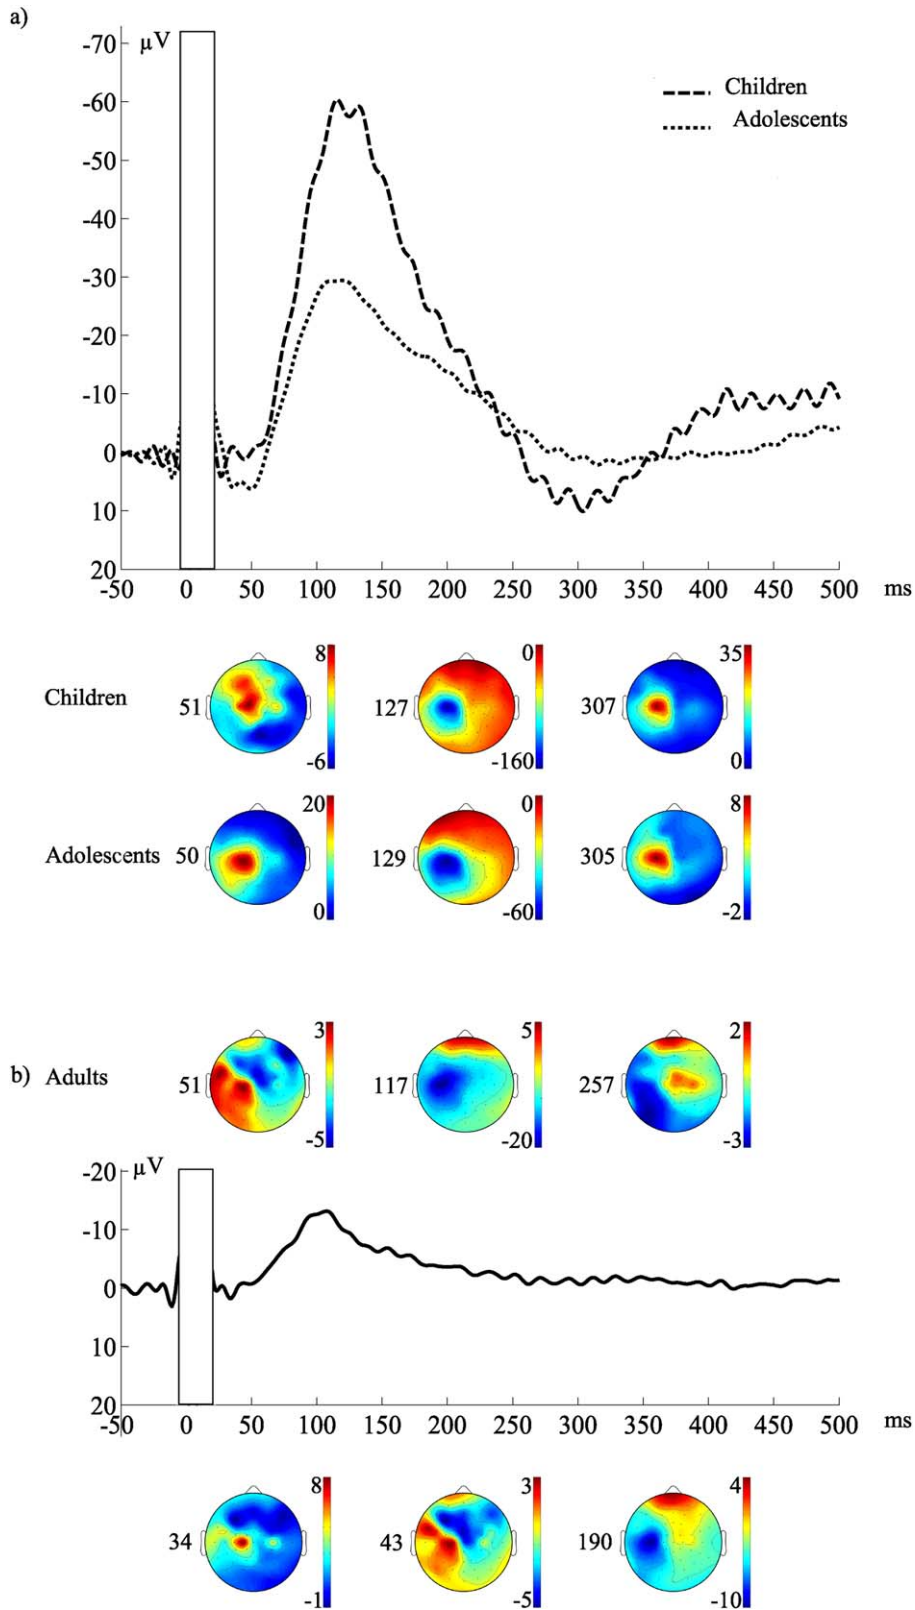 a)
µV
-70
-60
-50
-40
-30
-20
-10
0
10
20
Children
Adolescents
-50 0 50 100 150 200 250 300 350 400 450 500 ms
Children 51 8 -6 127 0 -160 307 35 0
Adolescents 50 20 0 129 0 -60 305 8 -2
b) Adults 51 3 -5 117 5 -20 257 2 -3
µV
-20
-10
0
10
20
-50 0 50 100 150 200 250 300 350 400 450 500 ms
34 8 -1 43 3 -5 190 4 -10